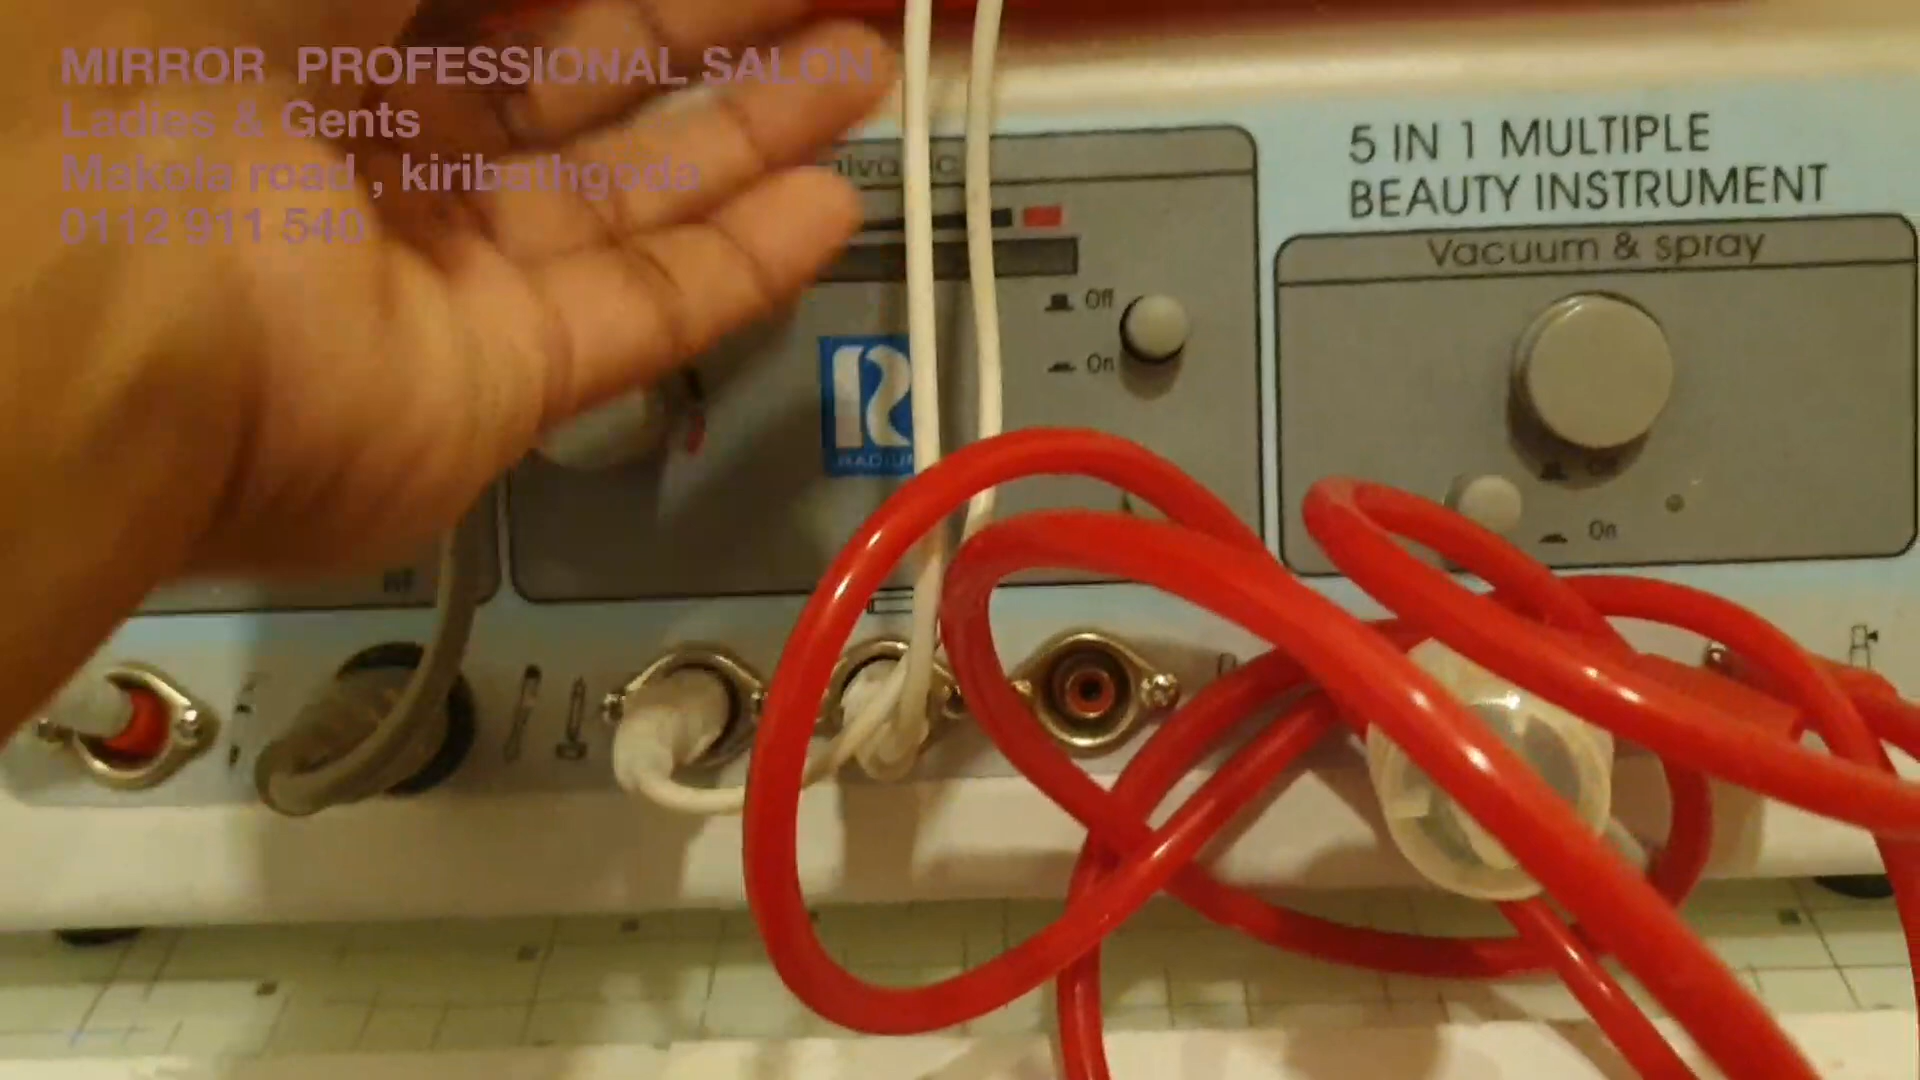 MIRROR PROFESSIONAL SALON
Ladies & Gents
Makola road , kiribathgoda
0112 911 540
5 IN 1 MULTIPLE
BEAUTY INSTRUMENT
Vacuum & spray
Off
On
Off
On